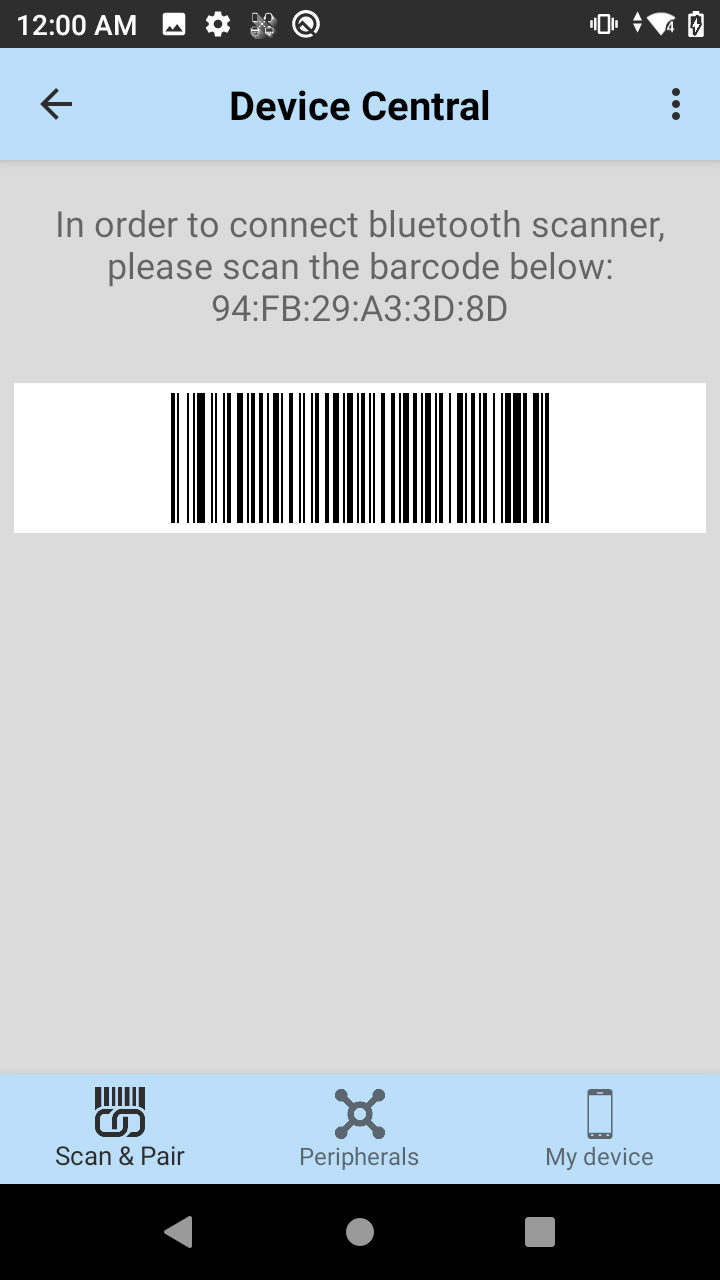 12:00 AM
4
Device Central
In order to connect bluetooth scanner,
please scan the barcode below:
94:FB:29:A3:3D:8D
Scan & Pair
Peripherals
My device